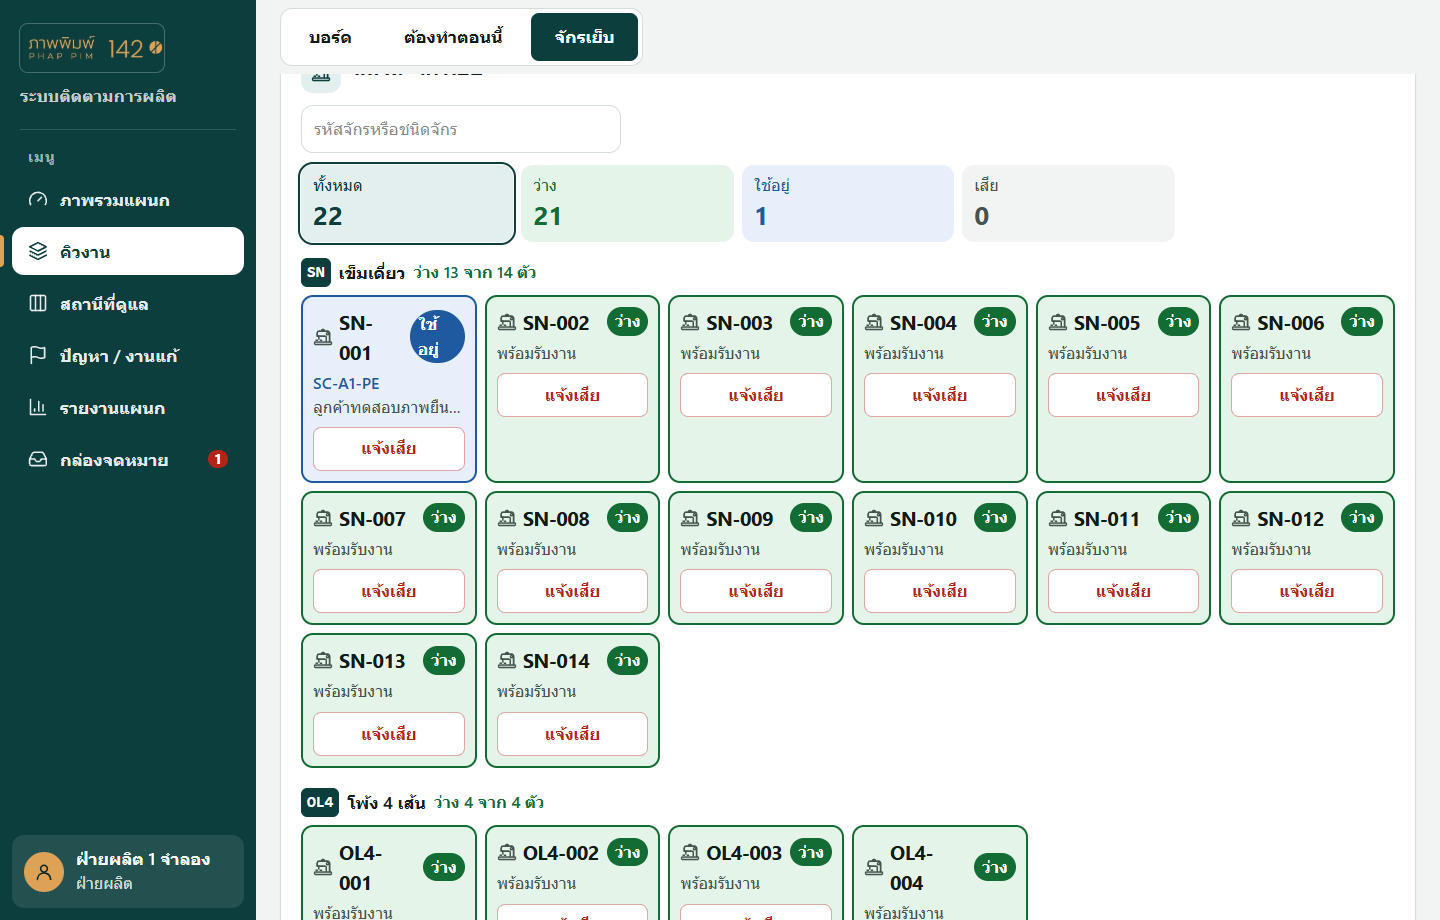 ภาพพิมพ์ 142
PHAP PIM
ระบบติดตามการผลิต
เมนู
ภาพรวมแผนก
คิวงาน
สถานีที่ดูแล
ปัญหา / งานแก้
รายงานแผนก
กล่องจดหมาย 1
ฝ่ายผลิต 1 จำลอง
ฝ่ายผลิต
บอร์ด ต้องทำตอนนี้ จักรเย็บ
รหัสจักรหรือชนิดจักร
ทั้งหมด ว่าง ใช้อยู่ เสีย
22 21 1 0
SN เข็มเดี่ยว ว่าง 13 จาก 14 ตัว
SN-001 ใช้อยู่
SC-A1-PE
ลูกค้าทดสอบภาพยืน...
แจ้งเสีย
SN-002 ว่าง
พร้อมรับงาน
แจ้งเสีย
SN-003 ว่าง
พร้อมรับงาน
แจ้งเสีย
SN-004 ว่าง
พร้อมรับงาน
แจ้งเสีย
SN-005 ว่าง
พร้อมรับงาน
แจ้งเสีย
SN-006 ว่าง
พร้อมรับงาน
แจ้งเสีย
SN-007 ว่าง
พร้อมรับงาน
แจ้งเสีย
SN-008 ว่าง
พร้อมรับงาน
แจ้งเสีย
SN-009 ว่าง
พร้อมรับงาน
แจ้งเสีย
SN-010 ว่าง
พร้อมรับงาน
แจ้งเสีย
SN-011 ว่าง
พร้อมรับงาน
แจ้งเสีย
SN-012 ว่าง
พร้อมรับงาน
แจ้งเสีย
SN-013 ว่าง
พร้อมรับงาน
แจ้งเสีย
SN-014 ว่าง
พร้อมรับงาน
แจ้งเสีย
OL4 โพ้ง 4 เส้น ว่าง 4 จาก 4 ตัว
OL4-001 ว่าง
พร้อมรับงาน
OL4-002 ว่าง
พร้อมรับงาน
OL4-003 ว่าง
พร้อมรับงาน
OL4-004 ว่าง
พร้อมรับงาน